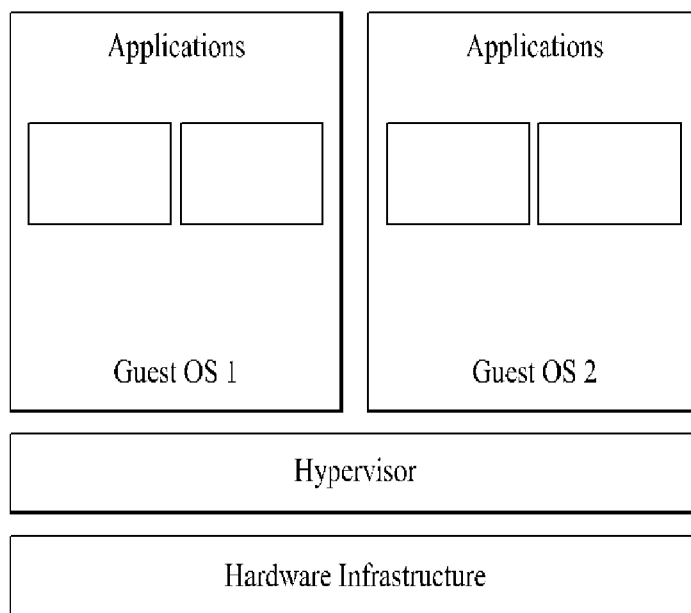 Applications
Applications
Guest OS 1
Guest OS 2
Hypervisor
Hardware Infrastructure